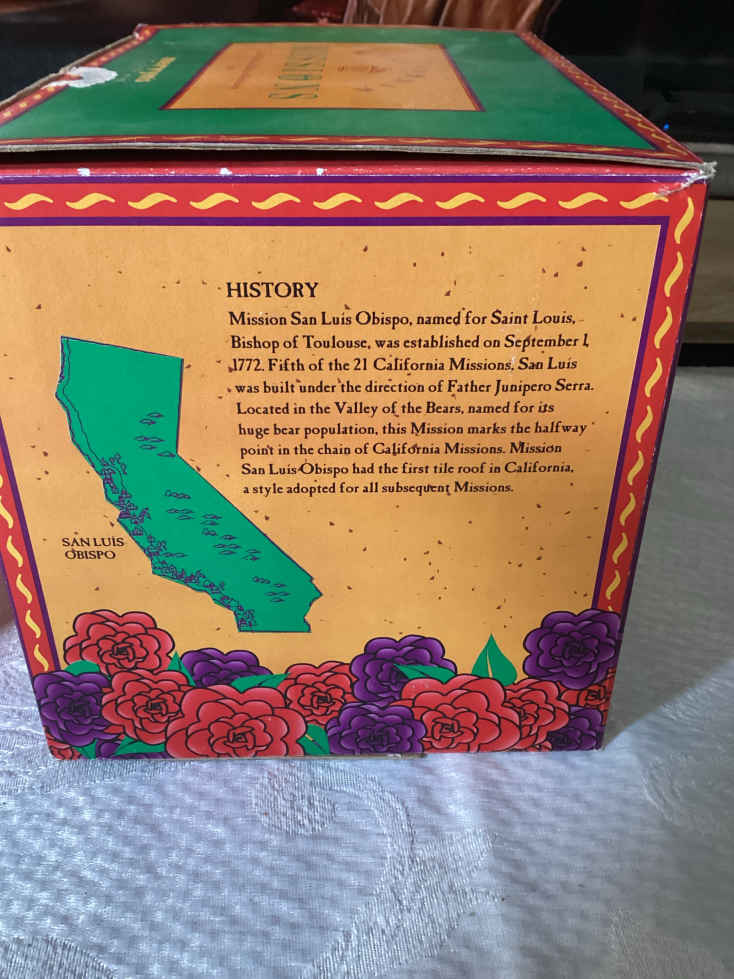 MISSIONS
HISTORY
Mission San Luis Obispo, named for Saint Louis,
Bishop of Toulouse, was established on September 1,
1772. Fifth of the 21 California Missions, San Luis
was built under the direction of Father Junipero Serra.
Located in the Valley of the Bears, named for its
huge bear population, this Mission marks the halfway
point in the chain of California Missions. Mission
San Luis Obispo had the first tile roof in California,
a style adopted for all subsequent Missions.
SAN LUIS
OBISPO